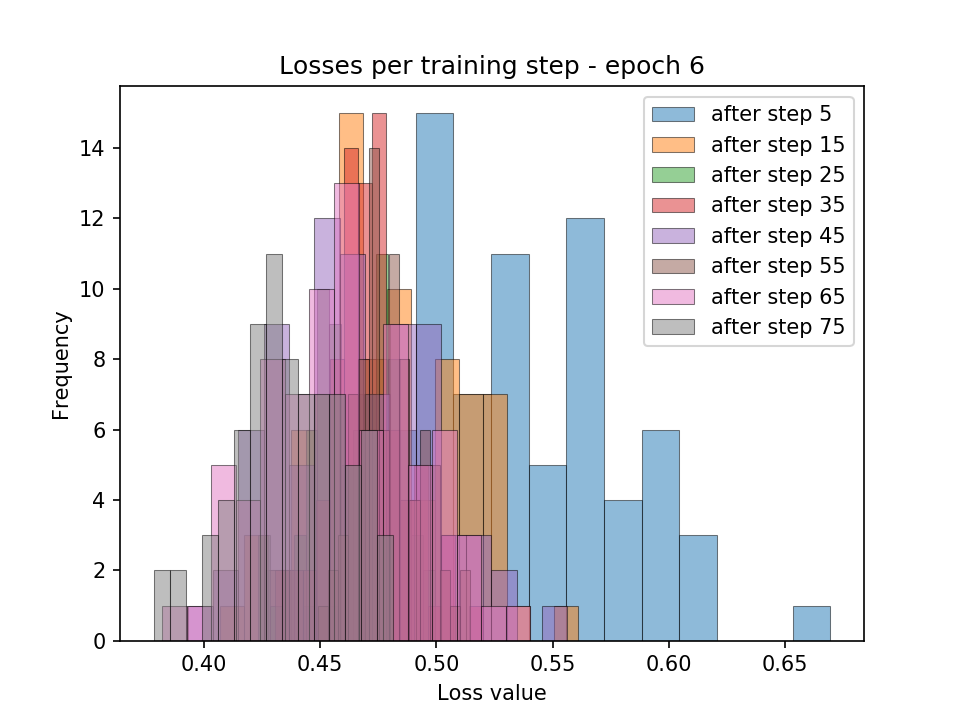 Losses per training step - epoch 6
after step 5
after step 15
after step 25
after step 35
after step 45
after step 55
after step 65
after step 75
Frequency
14
12
10
8
6
4
2
0
0.40 0.45 0.50 0.55 0.60 0.65
Loss value